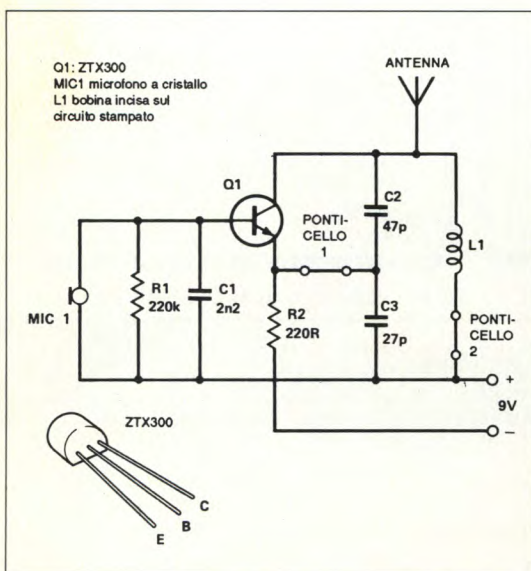 Q1: ZTX300
MIC1 microfono a cristallo
L1 bobina incisa sul
circuito stampato
ANTENNA
Q1
C2
47p
PONTI-
CELLO
1
L1
R1
220k
C1
2n2
MIC 1
R2
220R
C3
27p
PONTI-
CELLO
2
+
9V
–
ZTX300
C
B
E